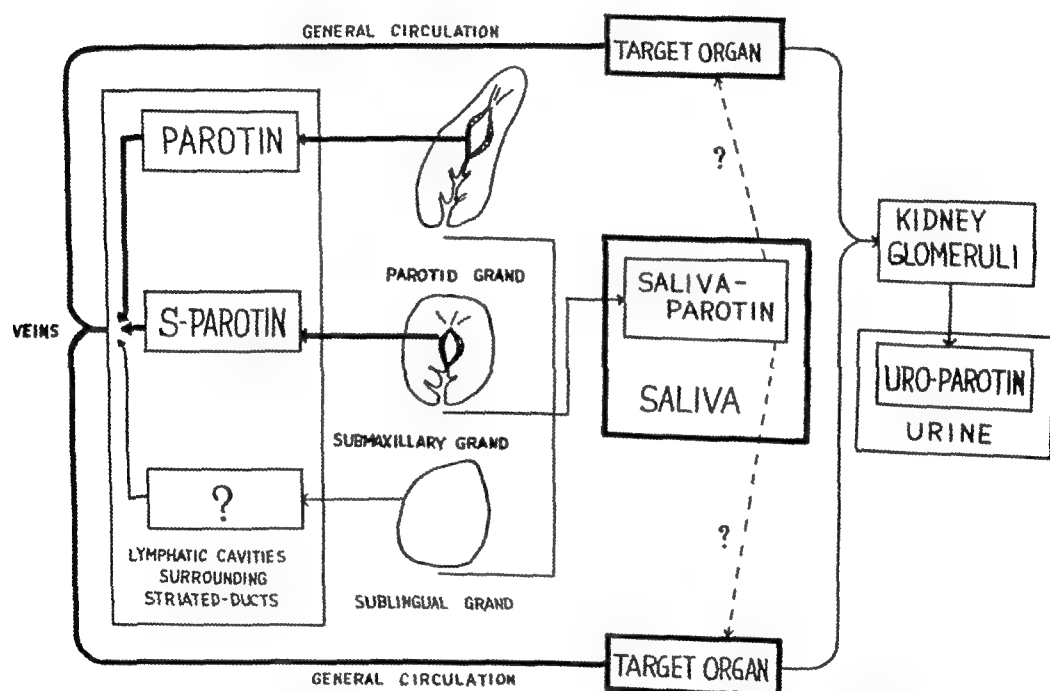 GENERAL CIRCULATION
TARGET ORGAN
PAROTIN
?
KIDNEY
GLOMERULI
PAROTID GRAND
SALIVA-
PAROTIN
S-PAROTIN
VEINS
SALIVA
URO-PAROTIN
URINE
SUBMAXILLARY GRAND
?
?
LYMPHATIC CAVITIES
SURROUNDING
STRIATED-DUCTS
SUBLINGUAL GRAND
TARGET ORGAN
GENERAL CIRCULATION